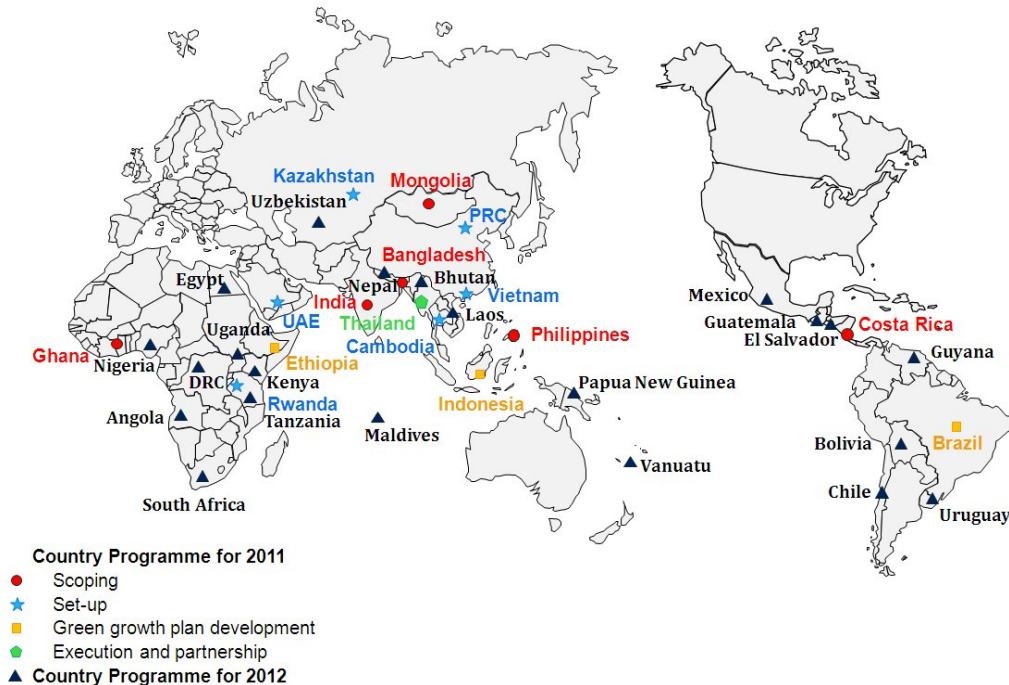 Kazakhstan
Mongolia
Uzbekistan
PRC
Bangladesh
Bhutan
Egypt
Nepal
India
Vietnam
Mexico
UAE
Thailand
Laos
Guatemala
Costa Rica
Uganda
Philippines
El Salvador
Ghana
Cambodia
Nigeria
Ethiopia
Guyana
DRC
Kenya
Papua New Guinea
Rwanda
Indonesia
Angola
Tanzania
Maldives
Bolivia
Brazil
Vanuatu
Chile
South Africa
Uruguay
Country Programme for 2011
Scoping
Set-up
Green growth plan development
Execution and partnership
Country Programme for 2012